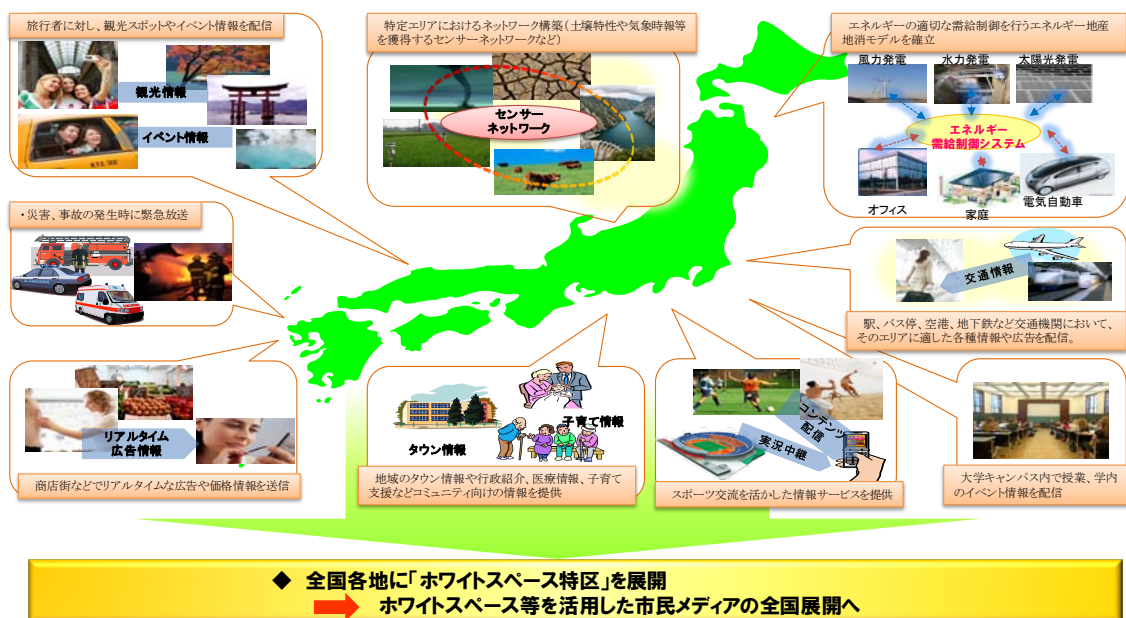 旅行者に対し、観光スポットやイベント情報を配信
観光情報
イベント情報
特定エリアにおけるネットワーク構築（土壌特性や気象時報等
を獲得するセンサーネットワークなど）
センサー
ネットワーク
エネルギーの適切な需給制御を行うエネルギー地産
地消モデルを確立
風力発電
水力発電
太陽光発電
エネルギー
需給制御システム
オフィス
家庭
電気自動車
・災害、事故の発生時に緊急放送
交通情報
駅、バス停、空港、地下鉄など交通機関において、
そのエリアに適した各種情報や広告を配信。
リアルタイム
広告情報
商店街などでリアルタイムな広告や価格情報を送信
タウン情報
子育て情報
地域のタウン情報や行政紹介、医療情報、子育て
支援などコミュニティ向けの情報を提供
コンテンツ
配信
実況中継
スポーツ交流を活かした情報サービスを提供
大学キャンパス内で授業、学内
のイベント情報を配信
◆ 全国各地に「ホワイトスペース特区」を展開
ホワイトスペース等を活用した市民メディアの全国展開へ